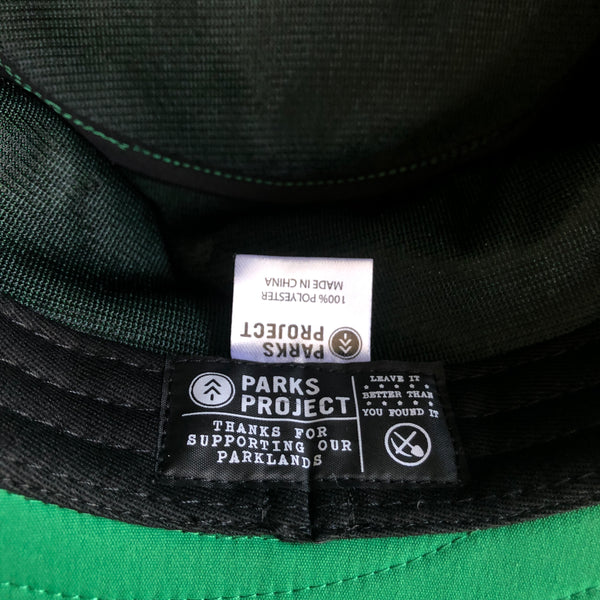 PARKS
PROJECT
100% POLYESTER
MADE IN CHINA
PARKS
PROJECT
THANKS FOR
SUPPORTING OUR
PARKLANDS
LEAVE IT
BETTER THAN
YOU FOUND IT